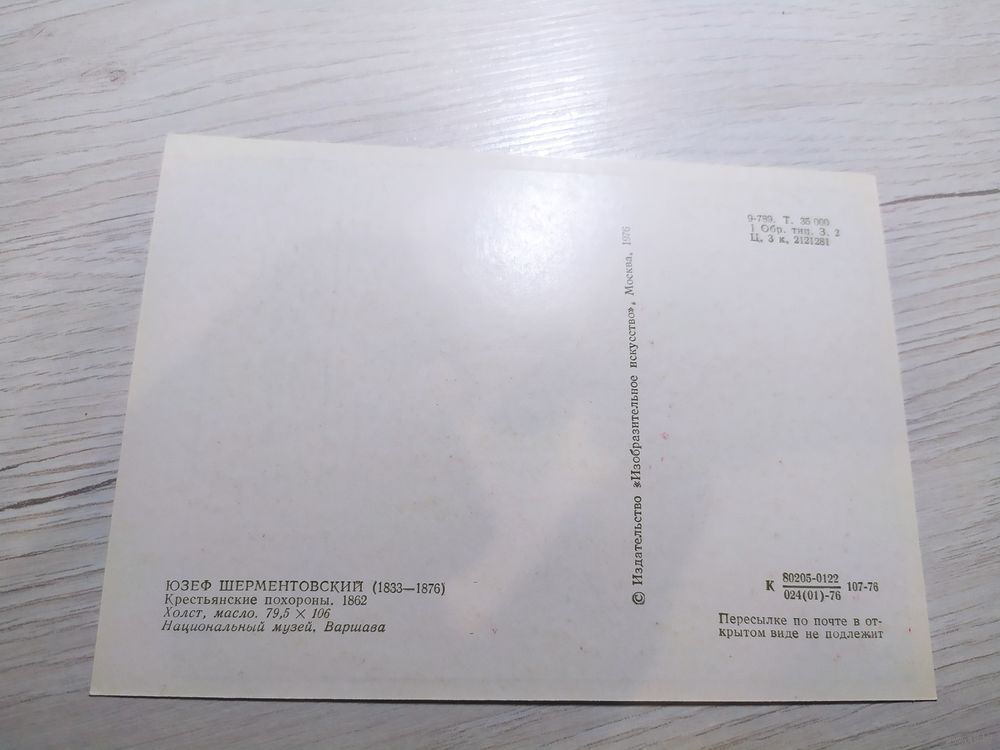 9-789. Т. 35 000
1 Обр. тип. З. 2
Ц. 3 к. 2121281
© Издательство «Изобразительное искусство», Москва, 1976
ЮЗЕФ ШЕРМЕНТОВСКИЙ (1833—1876)
Крестьянские похороны. 1862
Холст, масло. 79,5 × 106
Национальный музей, Варшава
К 80205-0122
024(01)-76 107-76
Пересылке по почте в от-
крытом виде не подлежит